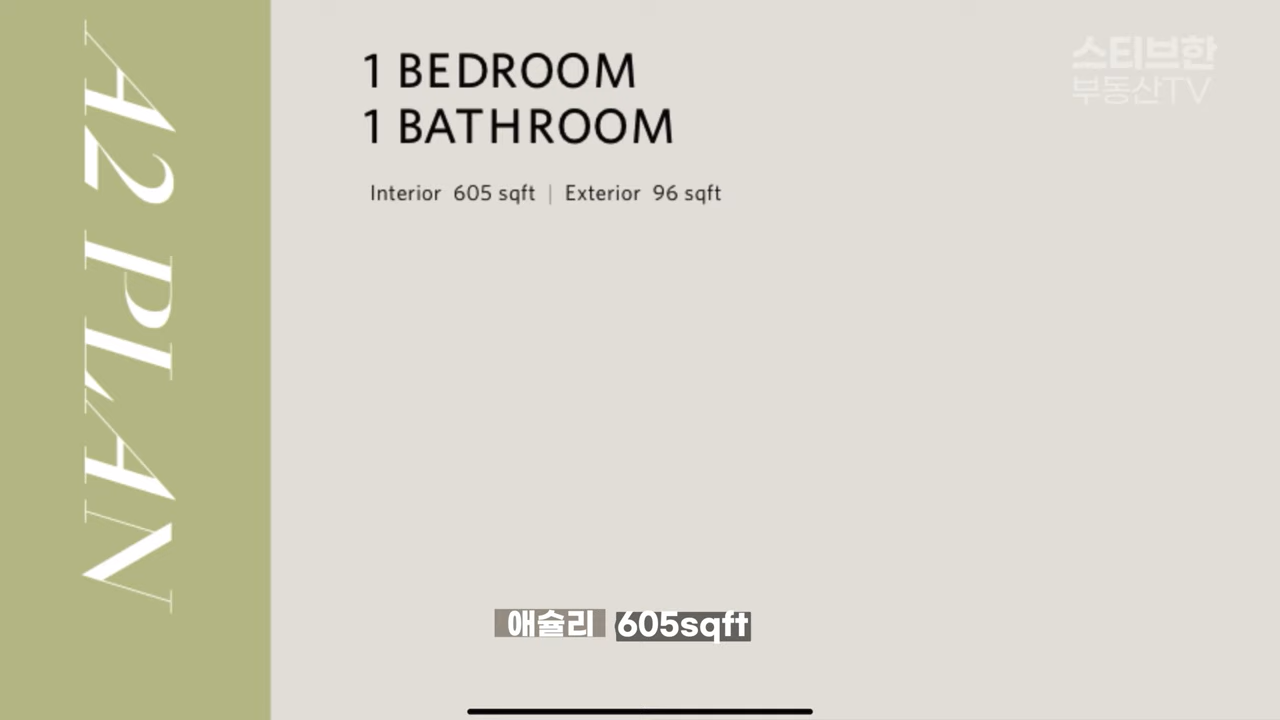 A2 PLAN
1 BEDROOM
1 BATHROOM
Interior 605 sqft | Exterior 96 sqft
스티브한
부동산TV
애슐리 605sqft